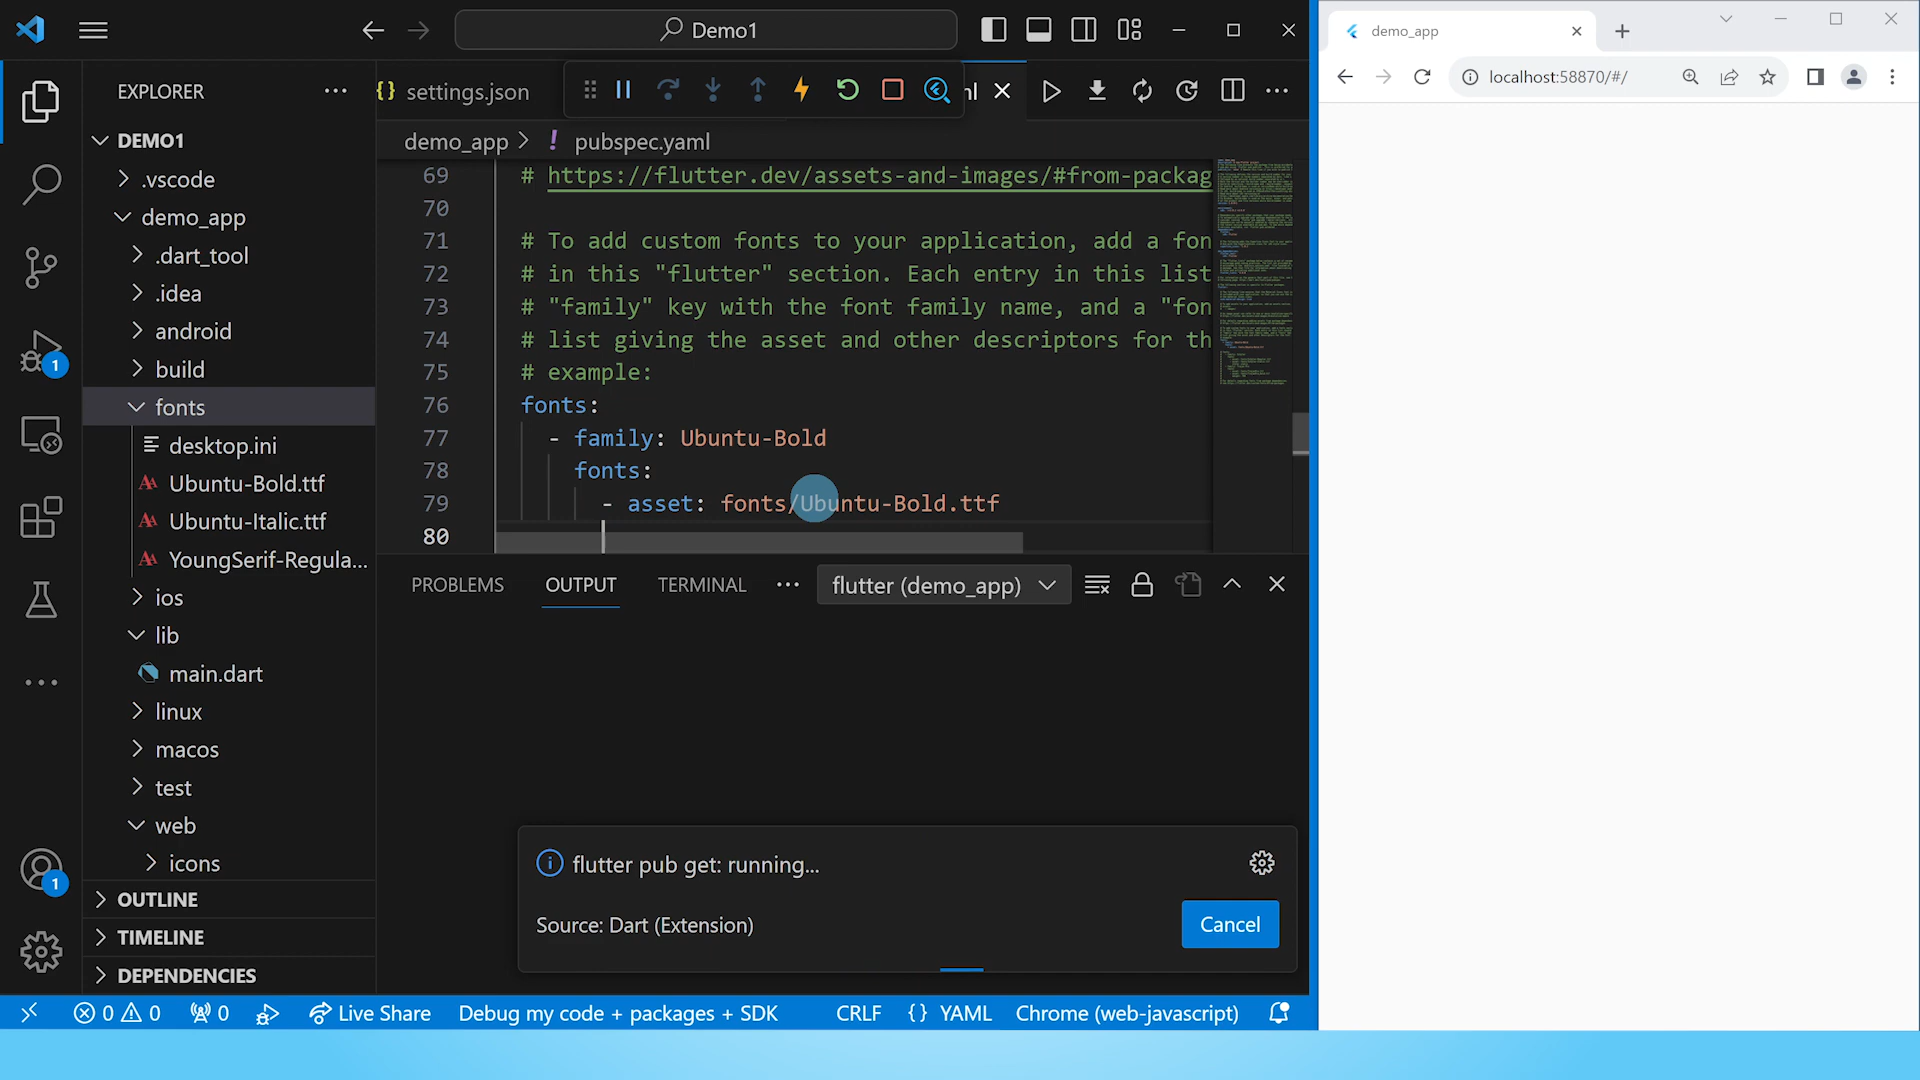 Demo1
demo_app
localhost:58870/#/
EXPLORER
settings.json
DEMO1
demo_app > ! pubspec.yaml
.vscode
demo_app
.dart_tool
.idea
android
build
fonts
desktop.ini
Ubuntu-Bold.ttf
Ubuntu-Italic.ttf
YoungSerif-Regula...
ios
lib
main.dart
linux
macos
test
web
icons
OUTLINE
TIMELINE
DEPENDENCIES
69 # https://flutter.dev/assets-and-images/#from-packag
70
71 # To add custom fonts to your application, add a fon
72 # in this "flutter" section. Each entry in this list
73 # "family" key with the font family name, and a "fon
74 # list giving the asset and other descriptors for th
75 # example:
76 fonts:
77 - family: Ubuntu-Bold
78 fonts:
79 - asset: fonts/Ubuntu-Bold.ttf
80
PROBLEMS OUTPUT TERMINAL ... flutter (demo_app)
flutter pub get: running...
Source: Dart (Extension) Cancel
1
1
0 0 0 Live Share Debug my code + packages + SDK CRLF {} YAML Chrome (web-javascript)